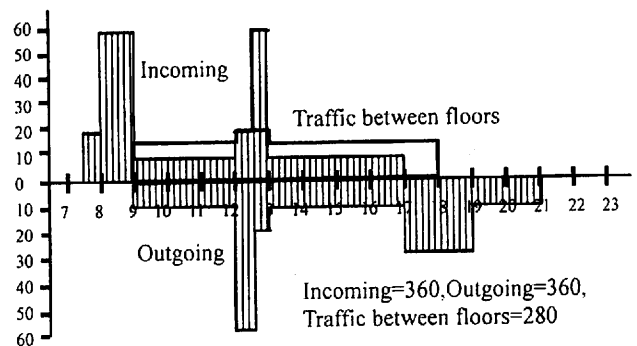 60
50
40
30
20
10
0
10
20
30
40
50
60
Incoming
Traffic between floors
7 8 9 10 11 12 13 14 15 16 17 18 19 20 21 22 23
Outgoing
Incoming=360,Outgoing=360,
Traffic between floors=280